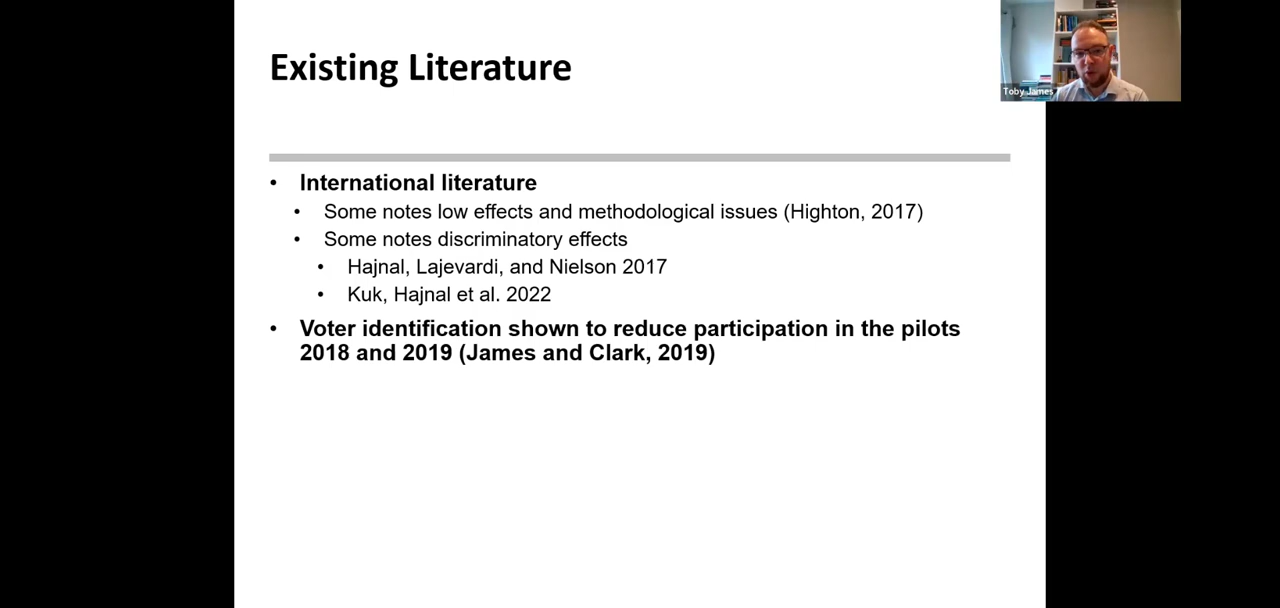 Existing Literature
Toby James
• International literature
• Some notes low effects and methodological issues (Highton, 2017)
• Some notes discriminatory effects
• Hajnal, Lajevardi, and Nielson 2017
• Kuk, Hajnal et al. 2022
• Voter identification shown to reduce participation in the pilots
2018 and 2019 (James and Clark, 2019)